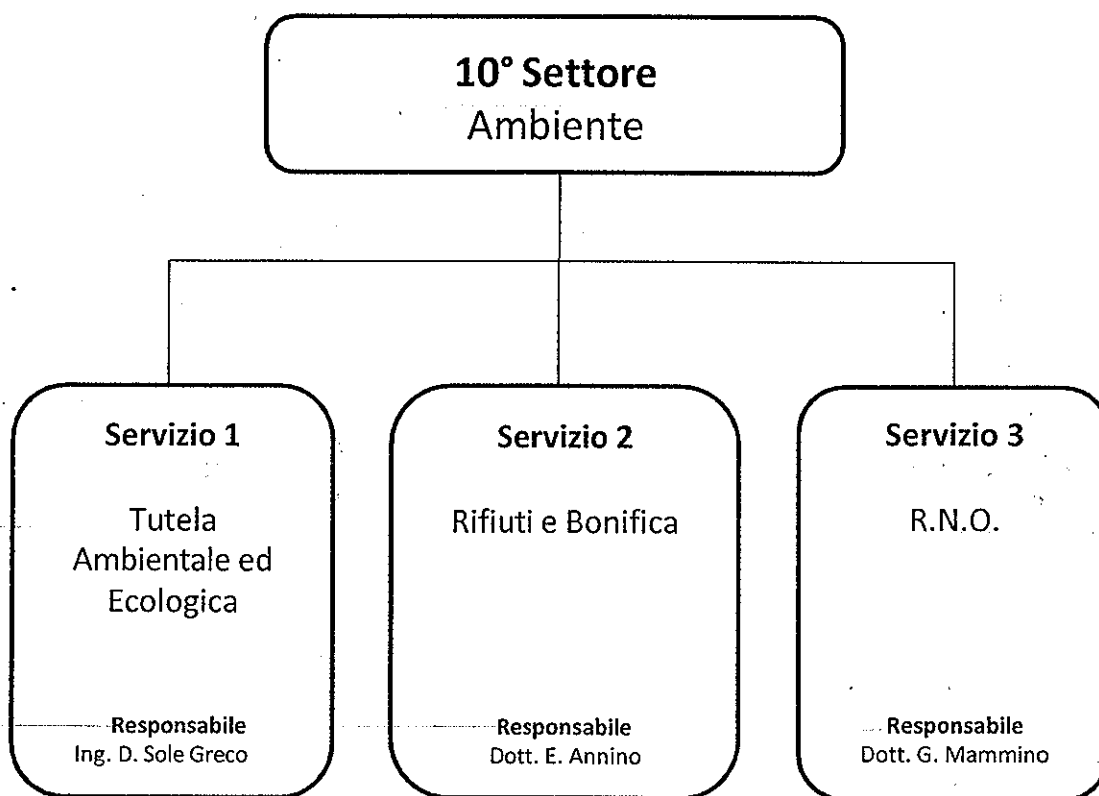 10° Settore
Ambiente
Servizio 1
Tutela
Ambientale ed
Ecologica
Responsabile
Ing. D. Sole Greco
Servizio 2
Rifiuti e Bonifica
Responsabile
Dott. E. Annino
Servizio 3
R.N.O.
Responsabile
Dott. G. Mammino